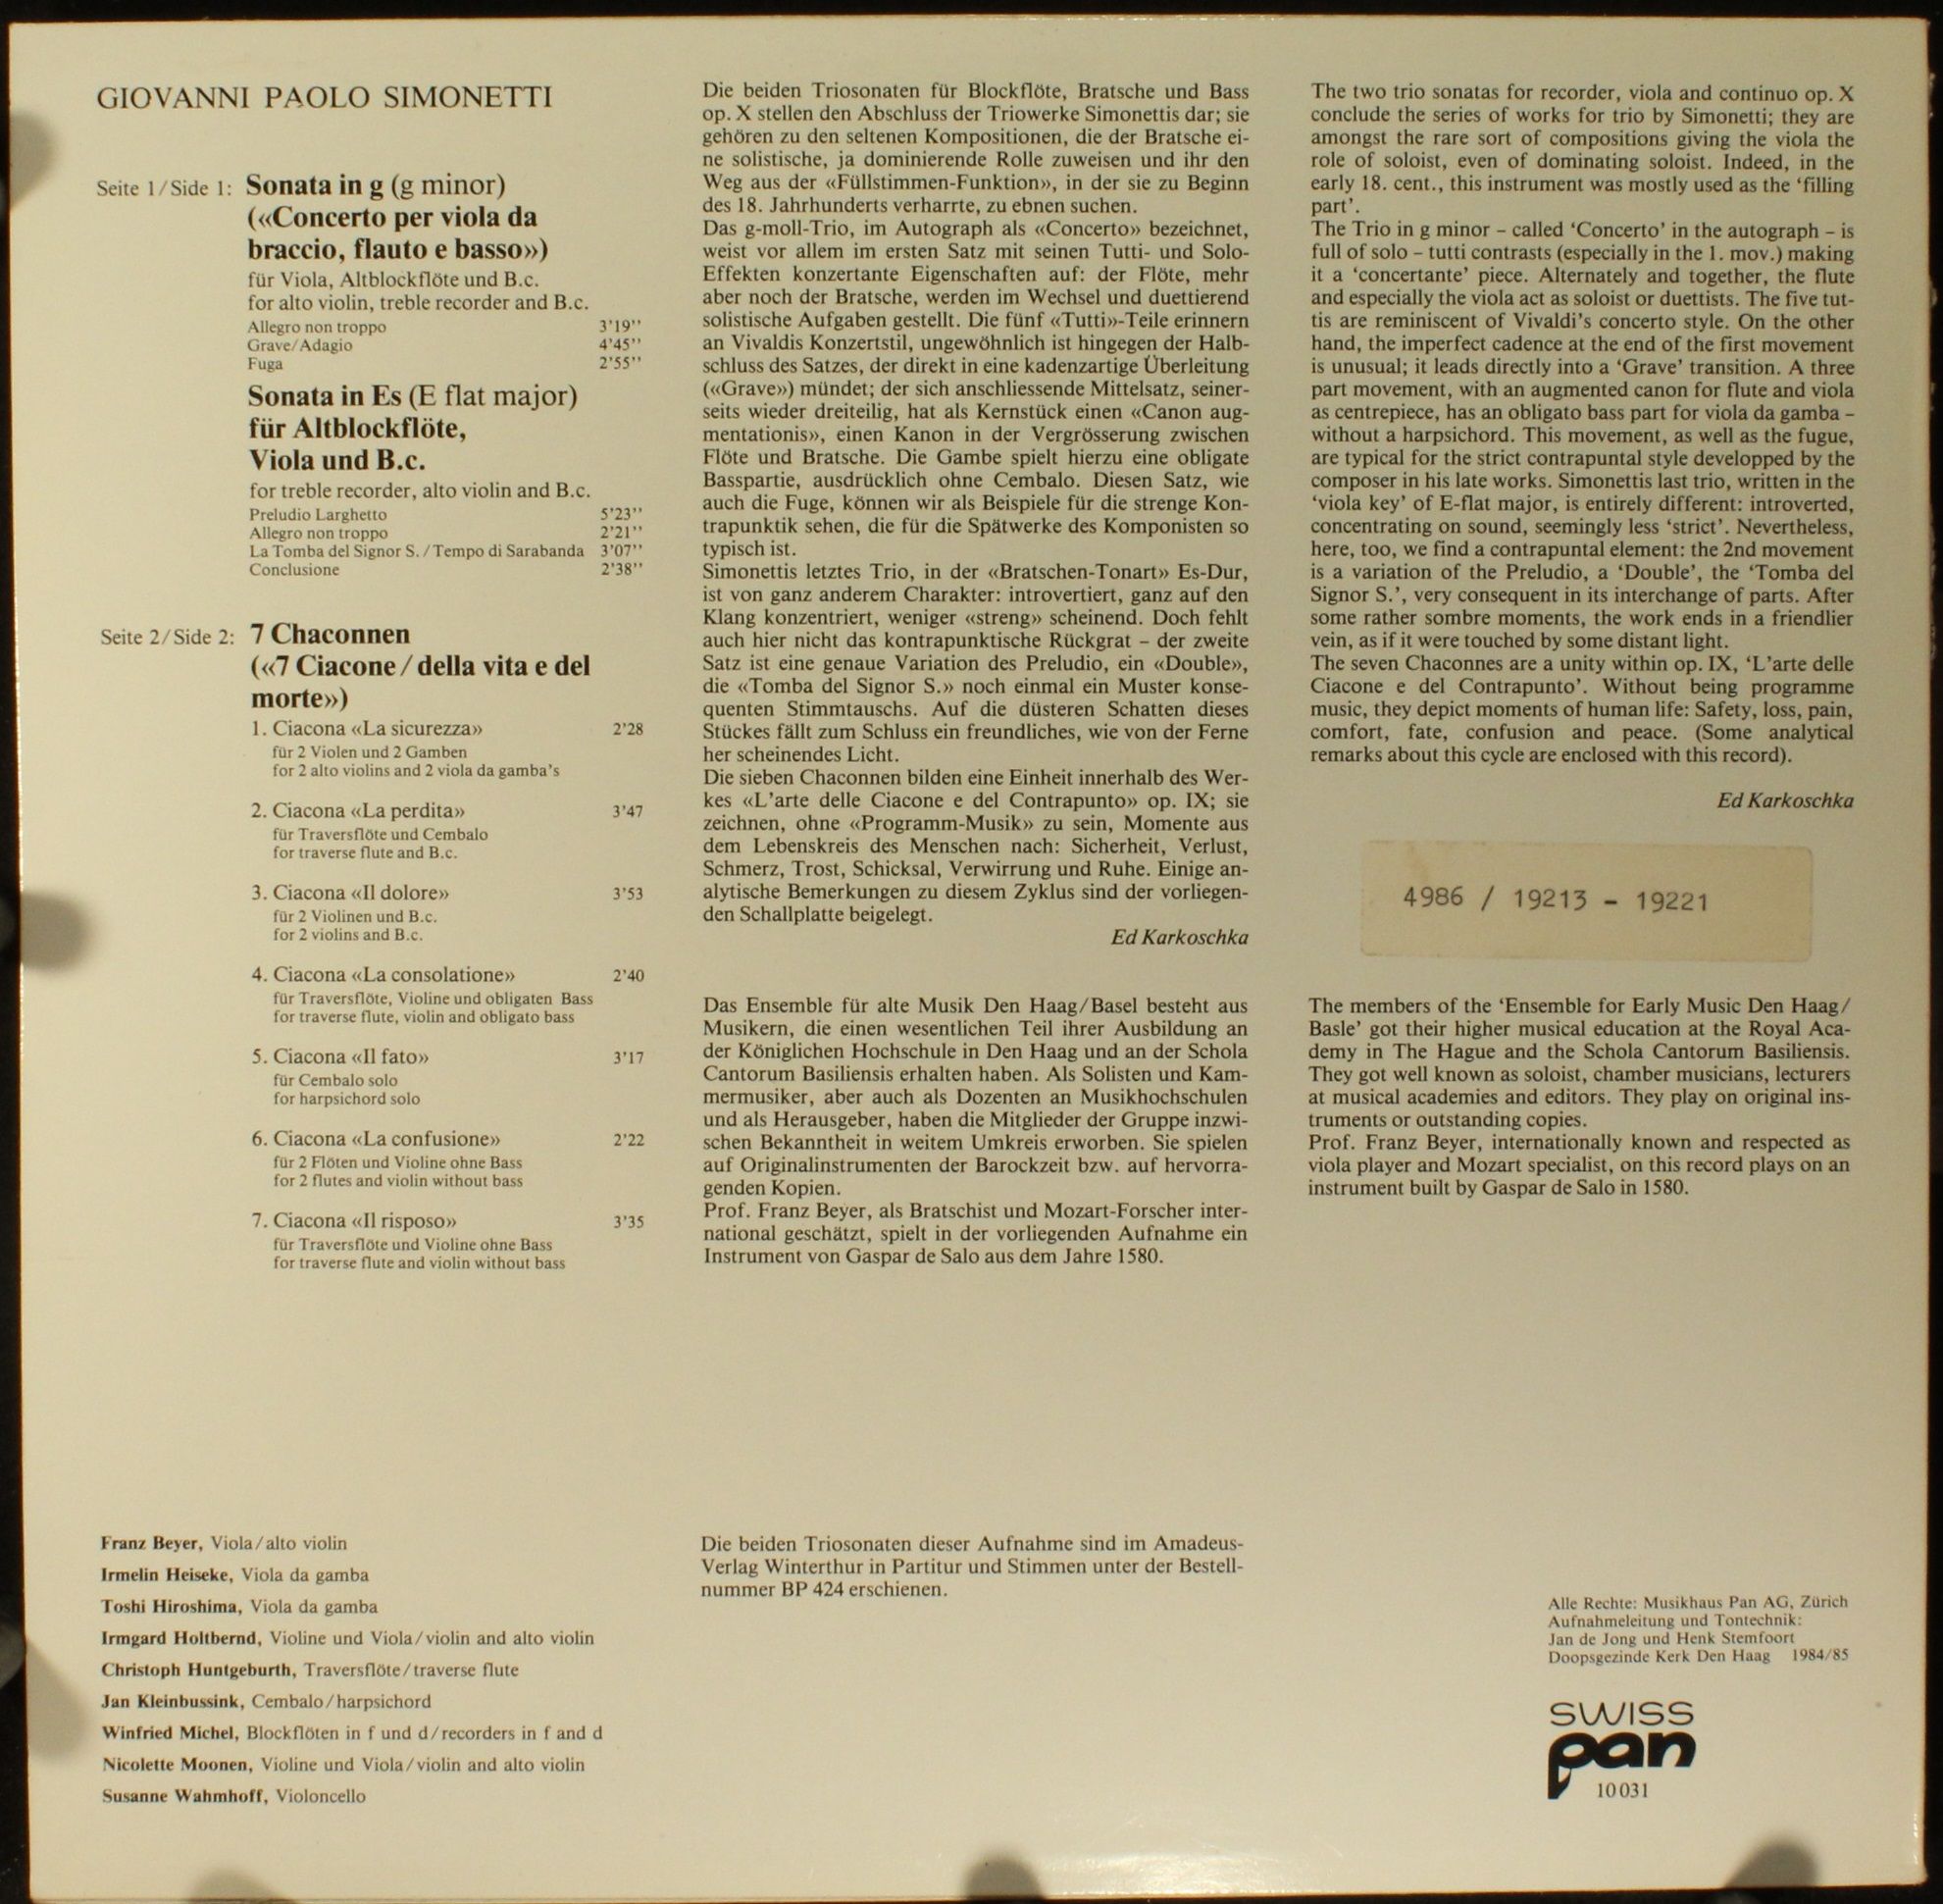 GIOVANNI PAOLO SIMONETTI
Seite 1/Side 1: Sonata in g (g minor)
(«Concerto per viola da
braccio, flauto e basso»)
für Viola, Altblockflöte und B.c.
for alto violin, treble recorder and B.c.
Allegro non troppo 3'19''
Grave/Adagio 4'45''
Fuga 2'55''
Sonata in Es (E flat major)
für Altblockflöte,
Viola und B.c.
for treble recorder, alto violin and B.c.
Preludio Larghetto 5'23''
Allegro non troppo 2'21''
La Tomba del Signor S./Tempo di Sarabanda 3'07''
Conclusione 2'38''
Seite 2/Side 2: 7 Chaconnen
(«7 Ciacone/della vita e del
morte»)
1. Ciacona «La sicurezza» 2'28
für 2 Violen und 2 Gamben
for 2 alto violins and 2 viola da gamba's
2. Ciacona «La perdita» 3'47
für Traversflöte und Cembalo
for traverse flute and B.c.
3. Ciacona «Il dolore» 3'53
für 2 Violinen und B.c.
for 2 violins and B.c.
4. Ciacona «La consolatione» 2'40
für Traversflöte, Violine und obligaten Bass
for traverse flute, violin and obligato bass
5. Ciacona «Il fato» 3'17
für Cembalo solo
for harpsichord solo
6. Ciacona «La confusione» 2'22
für 2 Flöten und Violine ohne Bass
for 2 flutes and violin without bass
7. Ciacona «Il risposo» 3'35
für Traversflöte und Violine ohne Bass
for traverse flute and violin without bass
Franz Beyer, Viola/alto violin
Irmelin Heiseke, Viola da gamba
Toshi Hiroshima, Viola da gamba
Irmgard Holtbernd, Violine und Viola/violin and alto violin
Christoph Huntgeburth, Traversflöte/traverse flute
Jan Kleinbussink, Cembalo/harpsichord
Winfried Michel, Blockflöten in f und d/recorders in f and d
Nicolette Moonen, Violine und Viola/violin and alto violin
Susanne Wahmhoff, Violoncello
Die beiden Triosonaten für Blockflöte, Bratsche und Bass
op. X stellen den Abschluss der Triowerke Simonettis dar; sie
gehören zu den seltenen Kompositionen, die der Bratsche ei-
ne solistische, ja dominierende Rolle zuweisen und ihr den
Weg aus der «Füllstimmen-Funktion», in der sie zu Beginn
des 18. Jahrhunderts verharrte, zu ebnen suchen.
Das g-moll-Trio, im Autograph als «Concerto» bezeichnet,
weist vor allem im ersten Satz mit seinen Tutti- und Solo-
Effekten konzertante Eigenschaften auf: der Flöte, mehr
aber noch der Bratsche, werden im Wechsel und duettierend
solistische Aufgaben gestellt. Die fünf «Tutti»-Teile erinnern
an Vivaldis Konzertstil, ungewöhnlich ist hingegen der Halb-
schluss des Satzes, der direkt in eine kadenzartige Überleitung
(«Grave») mündet; der sich anschliessende Mittelsatz, seiner-
seits wieder dreiteilig, hat als Kernstück einen «Canon aug-
mentationis», einen Kanon in der Vergrösserung zwischen
Flöte und Bratsche. Die Gambe spielt hierzu eine obligate
Basspartie, ausdrücklich ohne Cembalo. Diesen Satz, wie
auch die Fuge, können wir als Beispiele für die strenge Kon-
trapunktik sehen, die für die Spätwerke des Komponisten so
typisch ist.
Simonettis letztes Trio, in der «Bratschen-Tonart» Es-Dur,
ist von ganz anderem Charakter: introvertiert, ganz auf den
Klang konzentriert, weniger «streng» scheinend. Doch fehlt
auch hier nicht das kontrapunktische Rückgrat – der zweite
Satz ist eine genaue Variation des Preludio, ein «Double»,
die «Tomba del Signor S.» noch einmal ein Muster konse-
quenten Stimmtauschs. Auf die düsteren Schatten dieses
Stückes fällt zum Schluss ein freundliches, wie von der Ferne
her scheinendes Licht.
Die sieben Chaconnen bilden eine Einheit innerhalb des Wer-
kes «L'arte delle Ciacone e del Contrapunto» op. IX; sie
zeichnen, ohne «Programm-Musik» zu sein, Momente aus
dem Lebenskreis des Menschen nach: Sicherheit, Verlust,
Schmerz, Trost, Schicksal, Verwirrung und Ruhe. Einige an-
alytische Bemerkungen zu diesem Zyklus sind der vorliegen-
den Schallplatte beigelegt.
Ed Karkoschka
Das Ensemble für alte Musik Den Haag/Basel besteht aus
Musikern, die einen wesentlichen Teil ihrer Ausbildung an
der Königlichen Hochschule in Den Haag und an der Schola
Cantorum Basiliensis erhalten haben. Als Solisten und Kam-
mermusiker, aber auch als Dozenten an Musikhochschulen
und als Herausgeber, haben die Mitglieder der Gruppe inzwi-
schen Bekanntheit in weitem Umkreis erworben. Sie spielen
auf Originalinstrumenten der Barockzeit bzw. auf hervorra-
genden Kopien.
Prof. Franz Beyer, als Bratschist und Mozart-Forscher inter-
national geschätzt, spielt in der vorliegenden Aufnahme ein
Instrument von Gaspar de Salo aus dem Jahre 1580.
Die beiden Triosonaten dieser Aufnahme sind im Amadeus-
Verlag Winterthur in Partitur und Stimmen unter der Bestell-
nummer BP 424 erschienen.
The two trio sonatas for recorder, viola and continuo op. X
conclude the series of works for trio by Simonetti; they are
amongst the rare sort of compositions giving the viola the
role of soloist, even of dominating soloist. Indeed, in the
early 18. cent., this instrument was mostly used as the 'filling
part'.
The Trio in g minor – called 'Concerto' in the autograph – is
full of solo – tutti contrasts (especially in the 1. mov.) making
it a 'concertante' piece. Alternately and together, the flute
and especially the viola act as soloist or duettists. The five tut-
tis are reminiscent of Vivaldi's concerto style. On the other
hand, the imperfect cadence at the end of the first movement
is unusual; it leads directly into a 'Grave' transition. A three
part movement, with an augmented canon for flute and viola
as centrepiece, has an obligato bass part for viola da gamba –
without a harpsichord. This movement, as well as the fugue,
are typical for the strict contrapuntal style developped by the
composer in his late works. Simonettis last trio, written in the
'viola key' of E-flat major, is entirely different: introverted,
concentrating on sound, seemingly less 'strict'. Nevertheless,
here, too, we find a contrapuntal element: the 2nd movement
is a variation of the Preludio, a 'Double', the 'Tomba del
Signor S.', very consequent in its interchange of parts. After
some rather sombre moments, the work ends in a friendlier
vein, as if it were touched by some distant light.
The seven Chaconnes are a unity within op. IX, 'L'arte delle
Ciacone e del Contrapunto'. Without being programme
music, they depict moments of human life: Safety, loss, pain,
comfort, fate, confusion and peace. (Some analytical
remarks about this cycle are enclosed with this record).
Ed Karkoschka
4986 / 19213 - 19221
The members of the 'Ensemble for Early Music Den Haag/
Basle' got their higher musical education at the Royal Aca-
demy in The Hague and the Schola Cantorum Basiliensis.
They got well known as soloist, chamber musicians, lecturers
at musical academies and editors. They play on original ins-
truments or outstanding copies.
Prof. Franz Beyer, internationally known and respected as
viola player and Mozart specialist, on this record plays on an
instrument built by Gaspar de Salo in 1580.
Alle Rechte: Musikhaus Pan AG, Zürich
Aufnahmeleitung und Tontechnik:
Jan de Jong und Henk Stemfoort
Doopsgezinde Kerk Den Haag 1984/85
SWISS
pan
10031